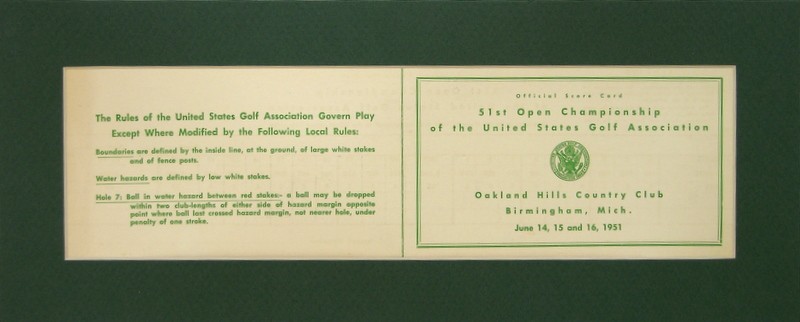 The Rules of the United States Golf Association Govern Play
Except Where Modified by the Following Local Rules:
Boundaries are defined by the inside line, at the ground, of large white stakes
and of fence posts.
Water hazards are defined by low white stakes.
Hole 7: Ball in water hazard between red stakes:- a ball may be dropped
within two club-lengths of either side of hazard margin opposite
point where ball last crossed hazard margin, not nearer hole, under
penalty of one stroke.
Official Score Card
51st Open Championship
of the United States Golf Association
Oakland Hills Country Club
Birmingham, Mich.
June 14, 15 and 16, 1951